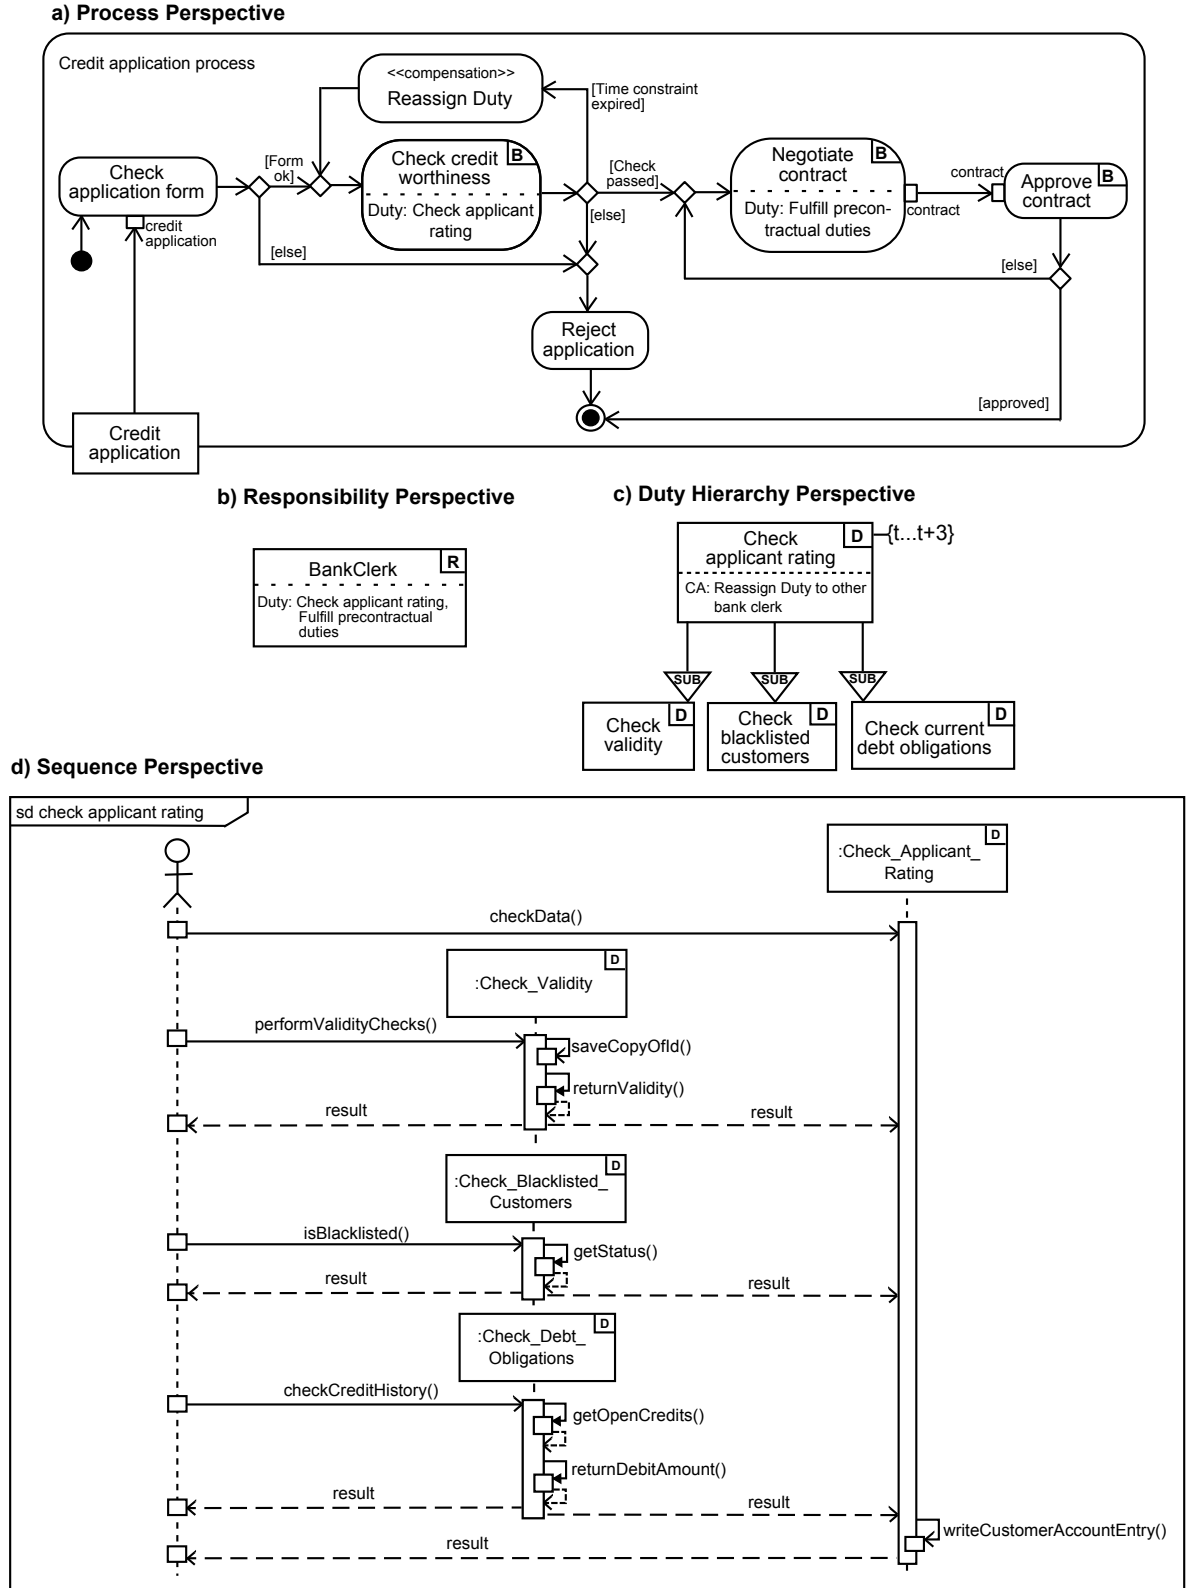 a) Process Perspective
Credit application process
<<compensation>>
Reassign Duty
[Time constraint
expired]
Check
application form
[Form
ok]
Check credit
worthiness
B
Duty: Check applicant
rating
[Check
passed]
Negotiate
contract
B
Duty: Fulfill precon-
tractual duties
contract
contract
Approve
contract
B
credit
application
[else]
[else]
[else]
Reject
application
[approved]
Credit
application
b) Responsibility Perspective
BankClerk
R
Duty: Check applicant rating,
Fulfill precontractual
duties
c) Duty Hierarchy Perspective
Check
applicant rating
D
{t...t+3}
CA: Reassign Duty to other
bank clerk
SUB
SUB
SUB
Check
validity
D
Check
blacklisted
customers
D
Check current
debt obligations
D
d) Sequence Perspective
sd check applicant rating
:Check_Applicant_
Rating
D
checkData()
:Check_Validity
D
performValidityChecks()
saveCopyOfId()
returnValidity()
result
result
:Check_Blacklisted_
Customers
D
isBlacklisted()
getStatus()
result
result
:Check_Debt_
Obligations
D
checkCreditHistory()
getOpenCredits()
returnDebitAmount()
result
result
writeCustomerAccountEntry()
result